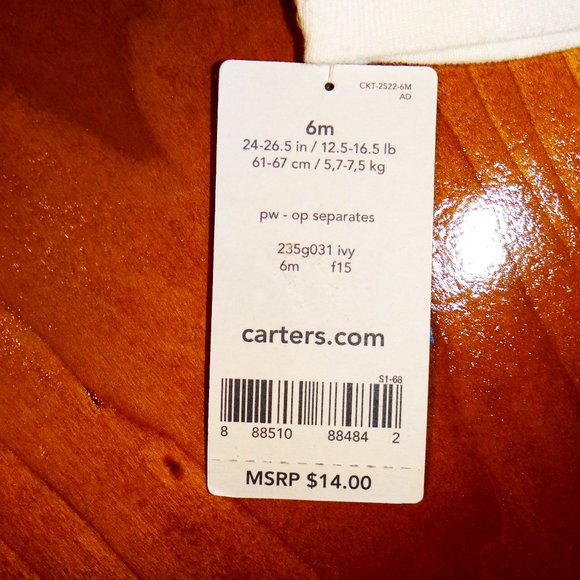 CKT-2522-6M
AD
6m
24-26.5 in / 12.5-16.5 lb
61-67 cm / 5,7-7,5 kg
pw - op separates
235g031 ivy
6m f15
carters.com
S1-68
8 88510 88484 2
MSRP $14.00